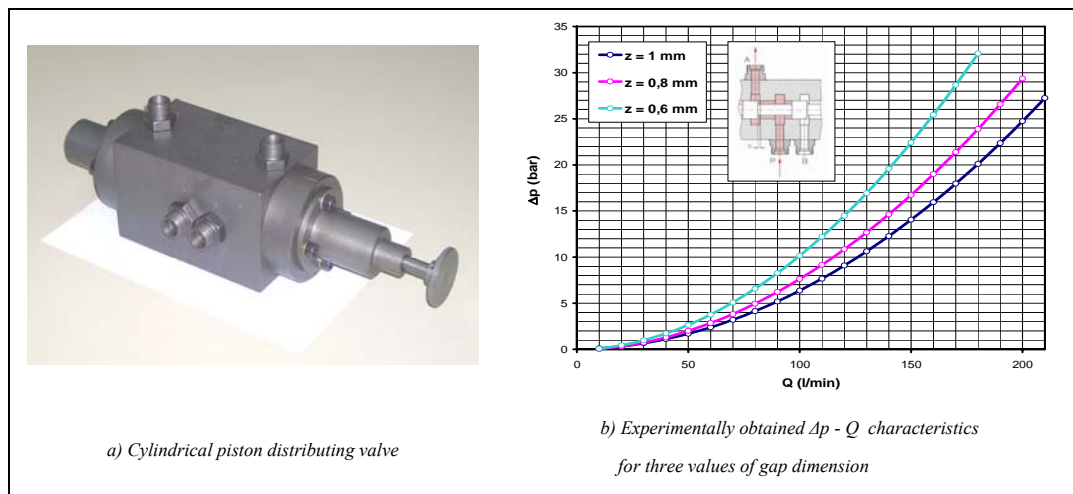 a) Cylindrical piston distributing valve
35
30
25
20
15
10
5
0
Δp (bar)
z = 1 mm
z = 0,8 mm
z = 0,6 mm
A
P
B
0
50
100
150
200
Q (l/min)
b) Experimentally obtained Δp - Q characteristics
for three values of gap dimension